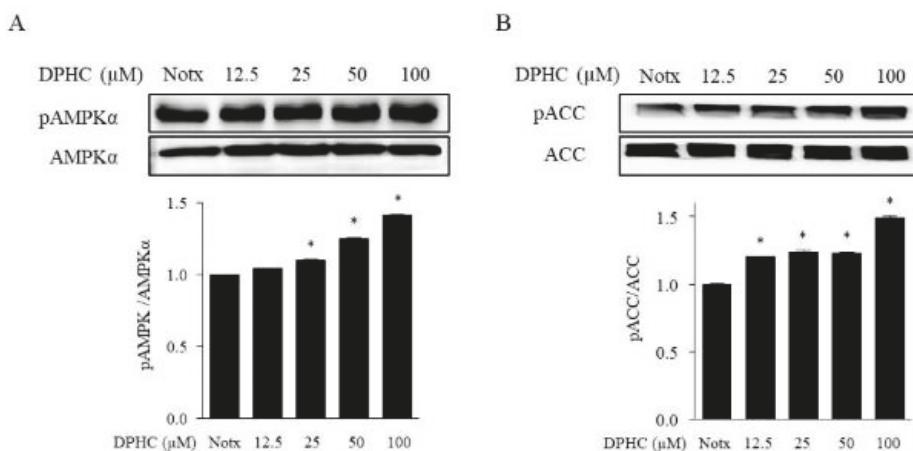 A
DPHC (μM) Notx 12.5 25 50 100
pAMPKα
AMPKα
1.5
1.0
0.5
0.0
pAMPK /AMPKα
* * *
DPHC (μM) Notx 12.5 25 50 100
B
DPHC (μM) Notx 12.5 25 50 100
pACC
ACC
1.5
1.0
0.5
0.0
pACC/ACC
* * * *
DPHC (μM) Notx 12.5 25 50 100